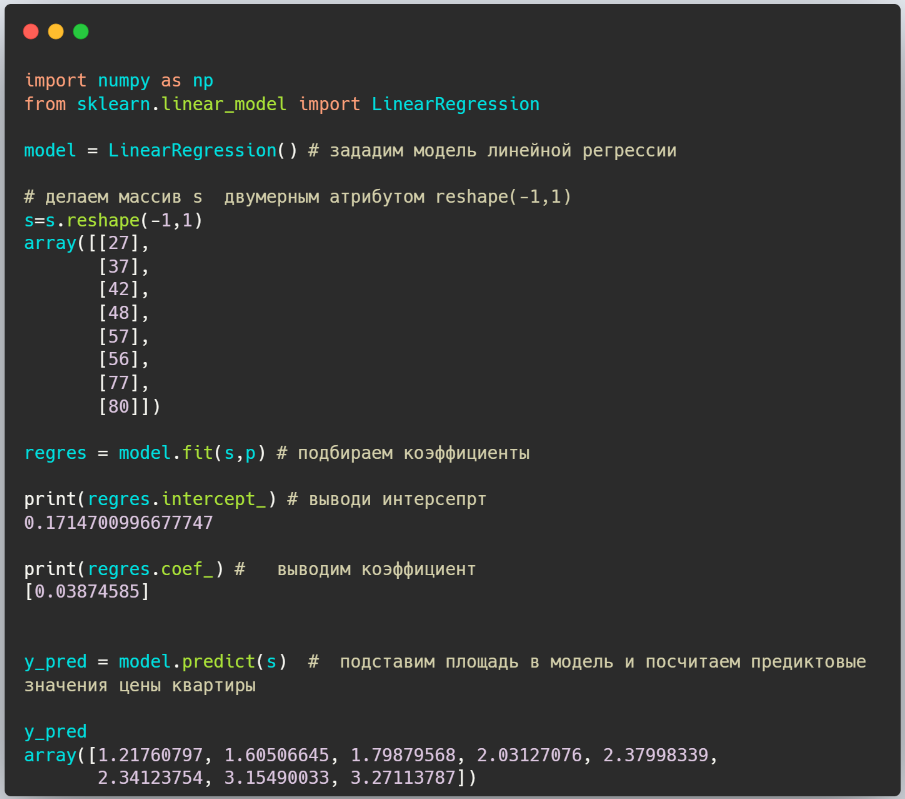 import numpy as np
from sklearn.linear_model import LinearRegression
model = LinearRegression() # зададим модель линейной регрессии
# делаем массив s  двумерным атрибутом reshape(-1,1)
s=s.reshape(-1,1)
array([[27],
       [37],
       [42],
       [48],
       [57],
       [56],
       [77],
       [80]])
regres = model.fit(s,p) # подбираем коэффициенты
print(regres.intercept_) # выводи интерсепрт
0.1714700996677747
print(regres.coef_) #   выводим коэффициент
[0.03874585]
y_pred = model.predict(s)  #  подставим площадь в модель и посчитаем предиктовые
значения цены квартиры
y_pred
array([1.21760797, 1.60506645, 1.79879568, 2.03127076, 2.37998339,
       2.34123754, 3.15490033, 3.27113787])